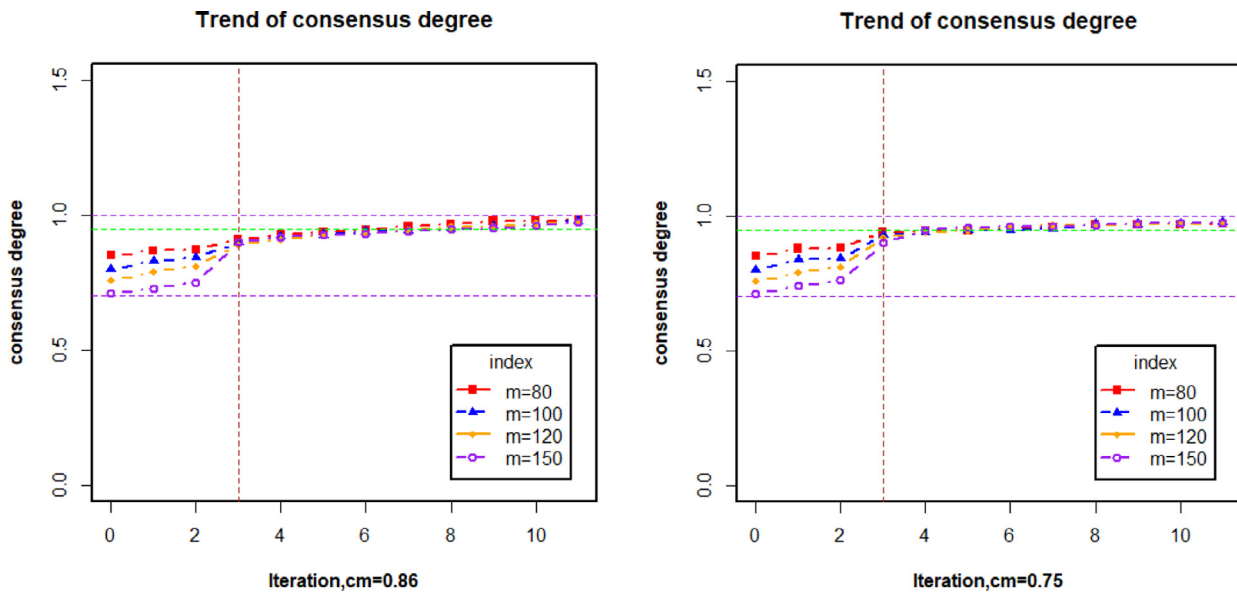 Trend of consensus degree
consensus degree
1.5
1.0
0.5
0.0
index
m=80
m=100
m=120
m=150
0 2 4 6 8 10
Iteration,cm=0.86
Trend of consensus degree
consensus degree
1.5
1.0
0.5
0.0
index
m=80
m=100
m=120
m=150
0 2 4 6 8 10
Iteration,cm=0.75